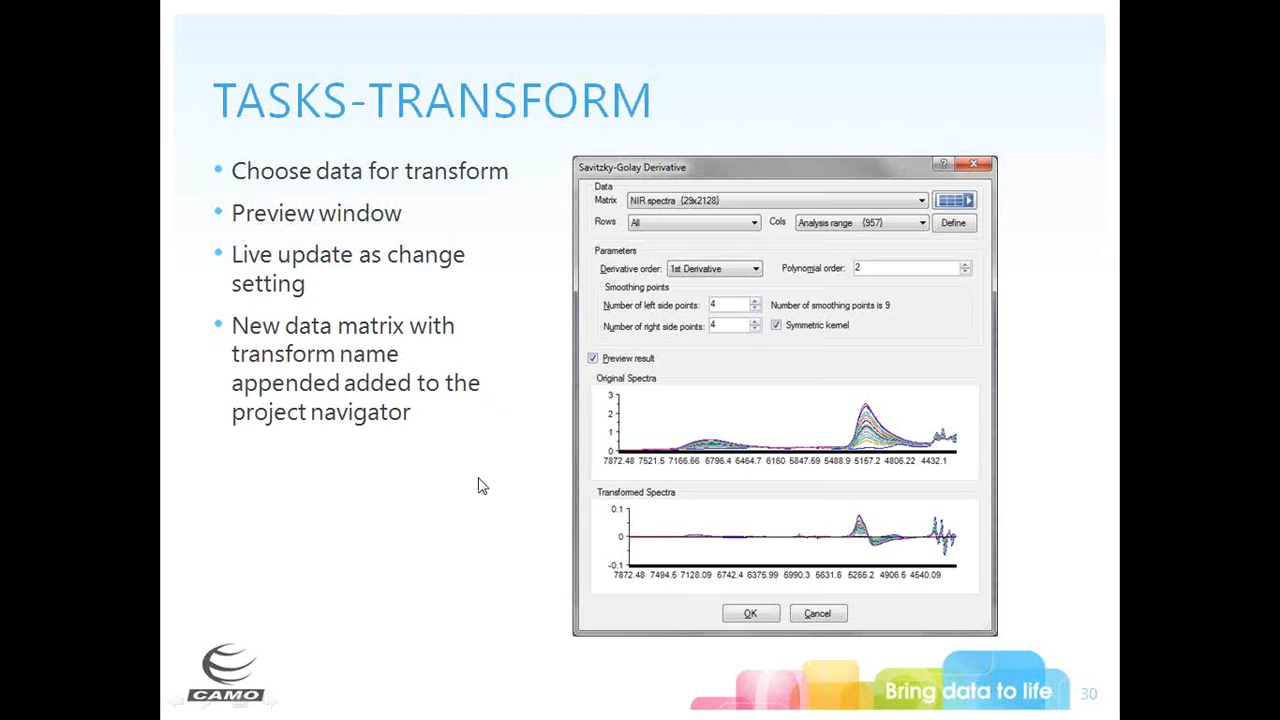 TASKS-TRANSFORM
• Choose data for transform
• Preview window
• Live update as change
setting
• New data matrix with
transform name
appended added to the
project navigator
Savitzky-Golay Derivative
Data
Matrix NIR spectra (29x2128)
Rows All Cols Analysis range (957) Define
Parameters
Derivative order: 1st Derivative Polynomial order: 2
Smoothing points
Number of left side points: 4 Number of smoothing points is 9
Number of right side points: 4 Symmetric kernel
Preview result
Original Spectra
3
2
1
0
7872.48 7521.5 7166.66 6796.4 6464.7 6160 5847.59 5488.9 5157.2 4806.22 4432.1
Transformed Spectra
0.1
0
-0.1
7872.48 7494.5 7128.09 6742.4 6375.99 5990.3 5631.6 5265.2 4906.5 4540.09
OK Cancel
CAMO
Bring data to life
30